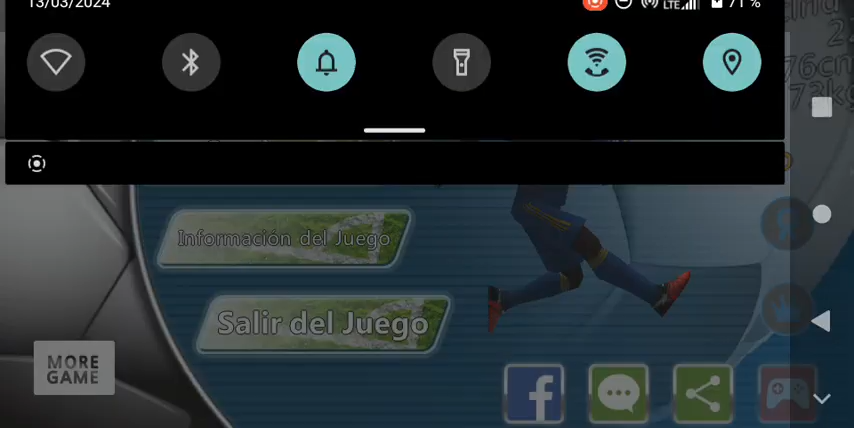 13/03/2024
LTE
71 %
Información del Juego
Salir del Juego
MORE
GAME